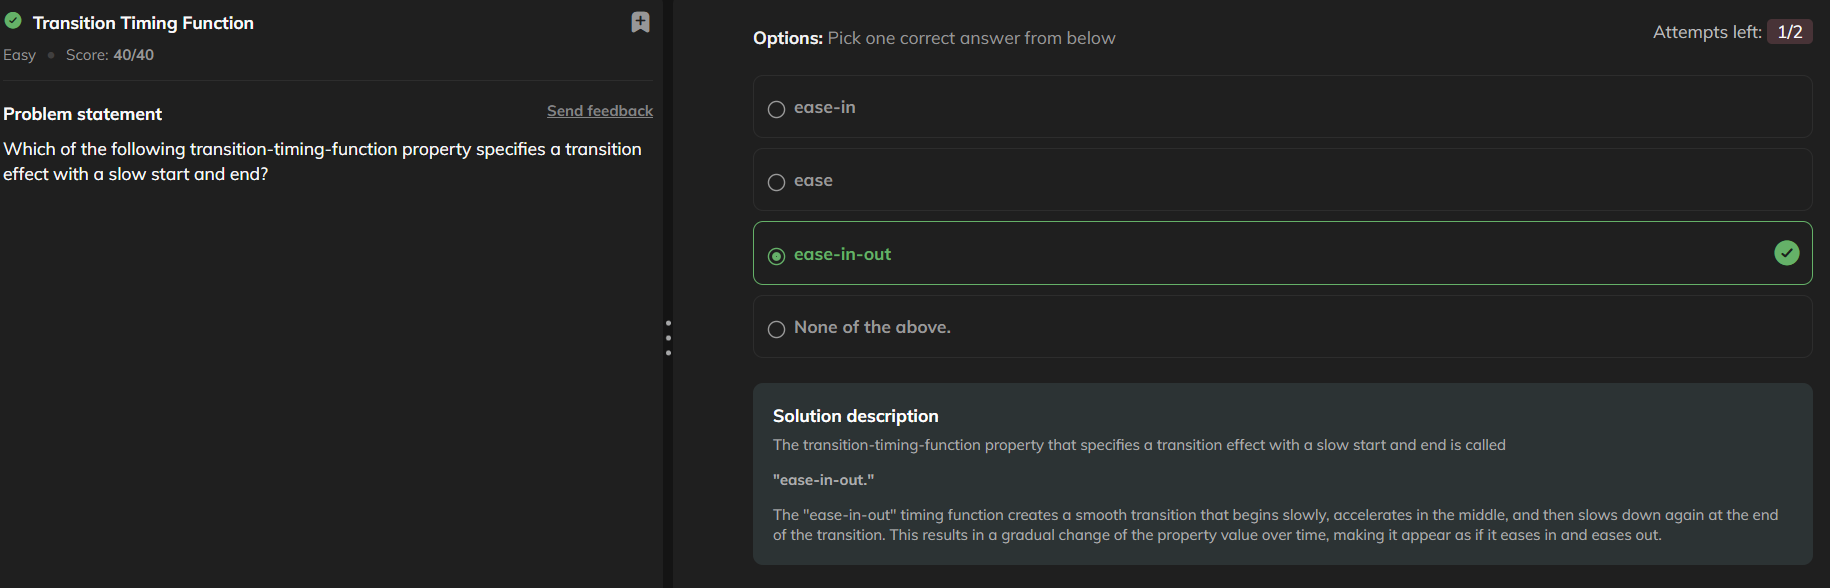 Transition Timing Function
Easy • Score: 40/40
Problem statement
Send feedback
Which of the following transition-timing-function property specifies a transition
effect with a slow start and end?
Options: Pick one correct answer from below
Attempts left: 1/2
ease-in
ease
ease-in-out
None of the above.
Solution description
The transition-timing-function property that specifies a transition effect with a slow start and end is called
"ease-in-out."
The "ease-in-out" timing function creates a smooth transition that begins slowly, accelerates in the middle, and then slows down again at the end
of the transition. This results in a gradual change of the property value over time, making it appear as if it eases in and eases out.